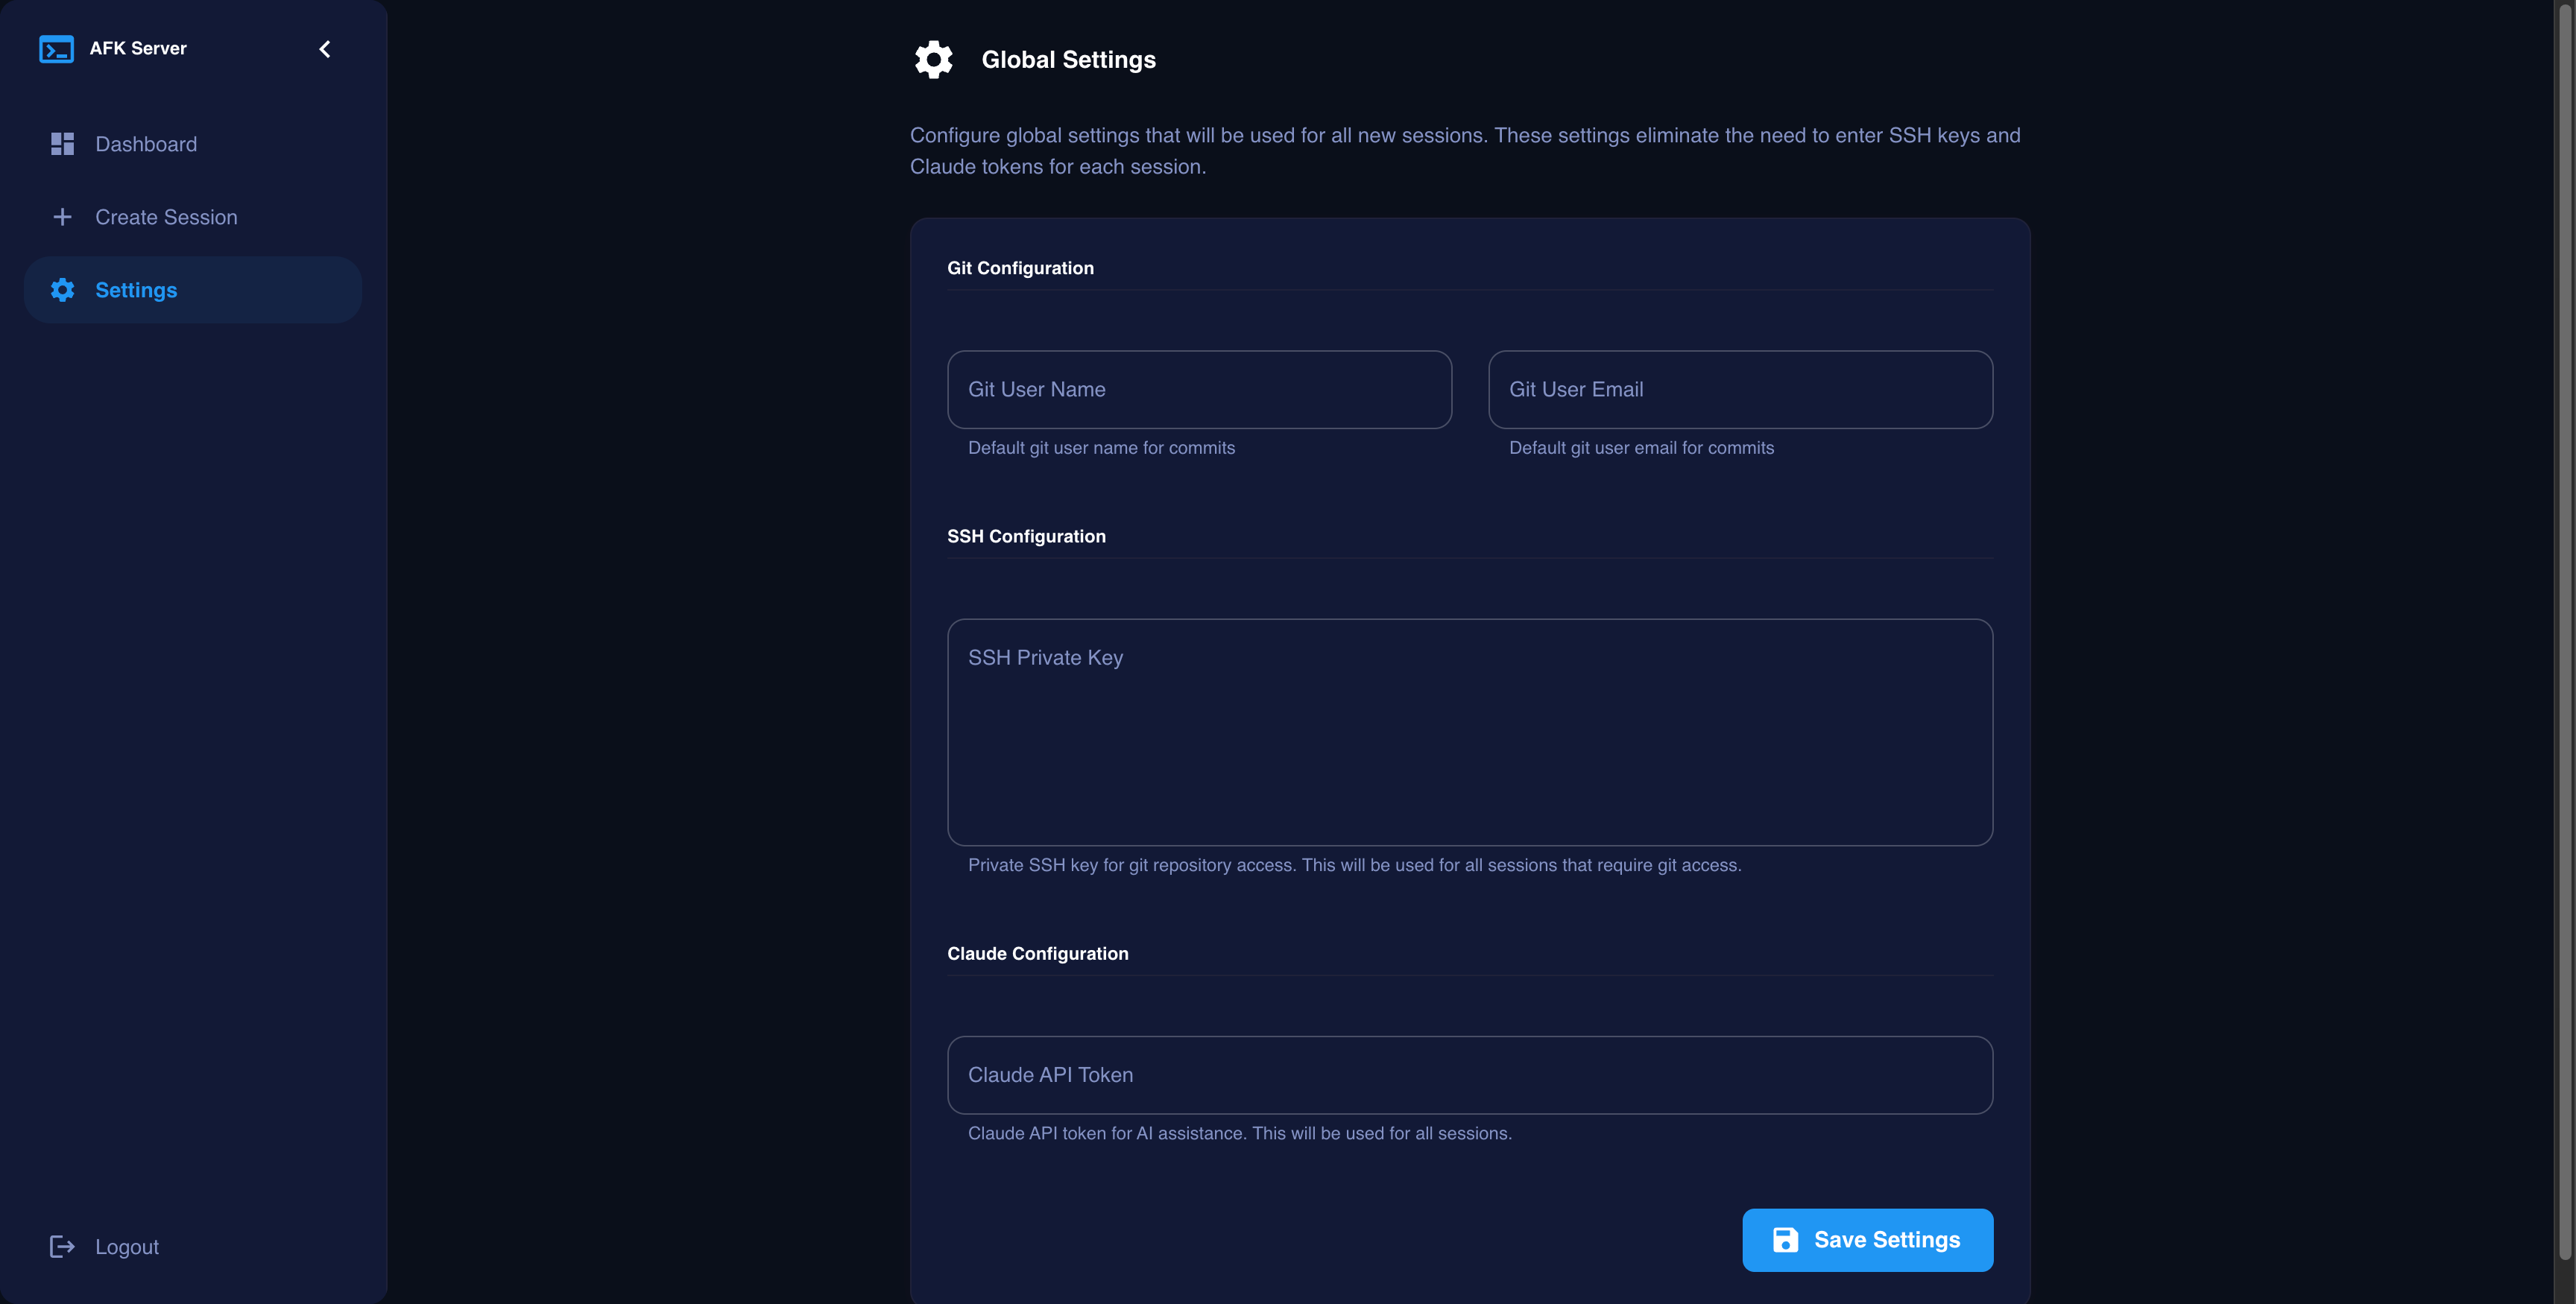 AFK Server
Dashboard
Create Session
Settings
Logout
Global Settings
Configure global settings that will be used for all new sessions. These settings eliminate the need to enter SSH keys and
Claude tokens for each session.
Git Configuration
Git User Name
Git User Email
Default git user name for commits
Default git user email for commits
SSH Configuration
SSH Private Key
Private SSH key for git repository access. This will be used for all sessions that require git access.
Claude Configuration
Claude API Token
Claude API token for AI assistance. This will be used for all sessions.
Save Settings